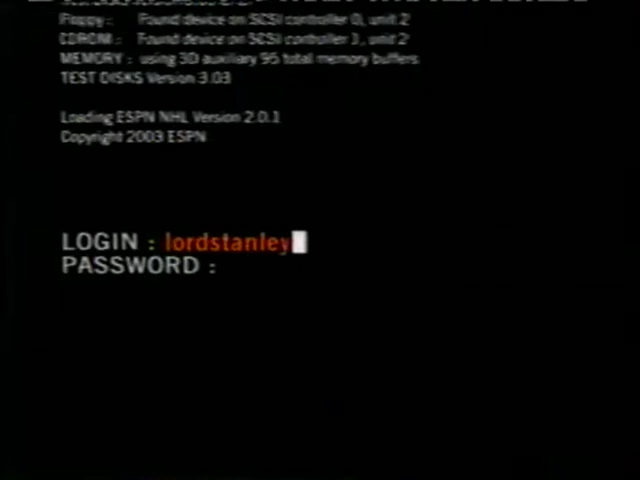 Floppy : Found device on SCSI controller 0, unit 2
CDROM : Found device on SCSI controller 1, unit 2
MEMORY : using 3D auxiliary 95 total memory buffers
TEST DISKS Version 3.03
Loading ESPN NHL Version 2.0.1
Copyright 2003 ESPN
LOGIN : lordstanley
PASSWORD :